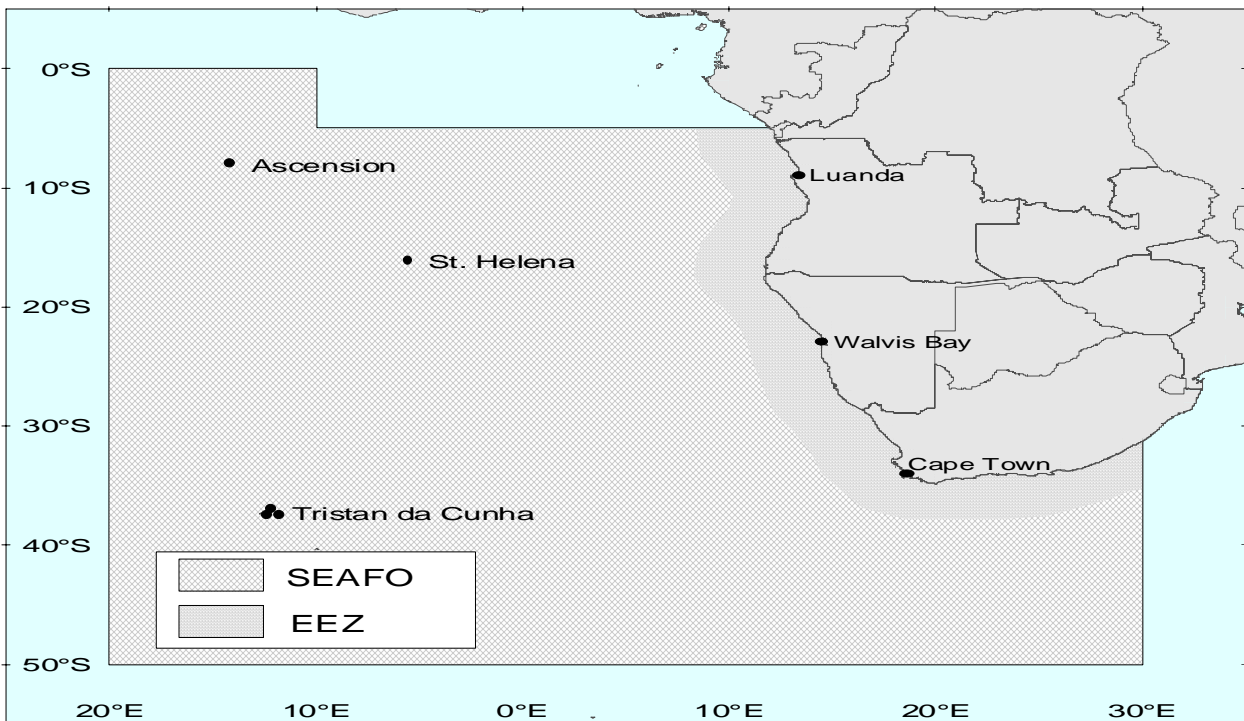 0°S
Ascension
10°S
Luanda
St. Helena
20°S
Walvis Bay
30°S
Cape Town
Tristan da Cunha
40°S
SEAFO
EEZ
50°S
20°E 10°E 0°E 10°E 20°E 30°E